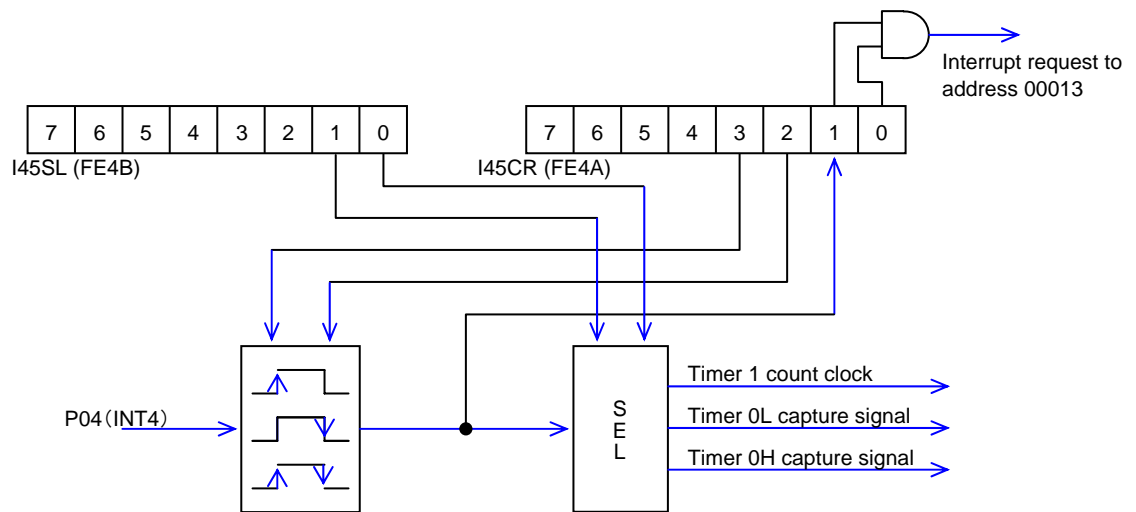 Interrupt request to
address 00013
7 6 5 4 3 2 1 0
I45SL (FE4B)
7 6 5 4 3 2 1 0
I45CR (FE4A)
P04(INT4)
S
E
L
Timer 1 count clock
Timer 0L capture signal
Timer 0H capture signal